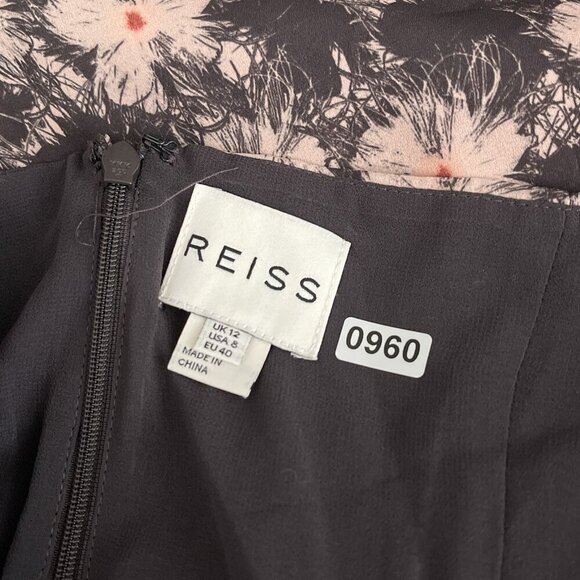 REISS
UK 12
USA 8
EU 40
MADE IN
CHINA
0960